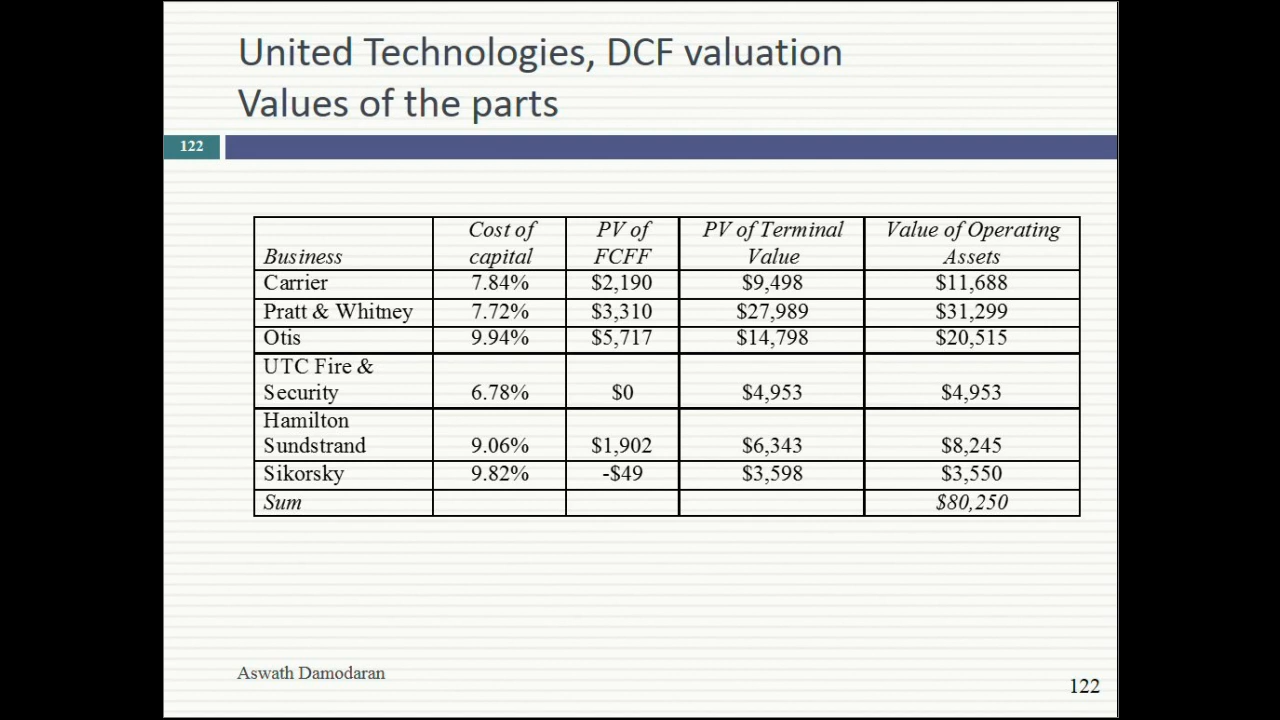 United Technologies, DCF valuation
Values of the parts
122
Business Cost of capital PV of FCFF PV of Terminal Value Value of Operating Assets
Carrier 7.84% $2,190 $9,498 $11,688
Pratt & Whitney 7.72% $3,310 $27,989 $31,299
Otis 9.94% $5,717 $14,798 $20,515
UTC Fire & Security 6.78% $0 $4,953 $4,953
Hamilton Sundstrand 9.06% $1,902 $6,343 $8,245
Sikorsky 9.82% -$49 $3,598 $3,550
Sum $80,250
Aswath Damodaran
122